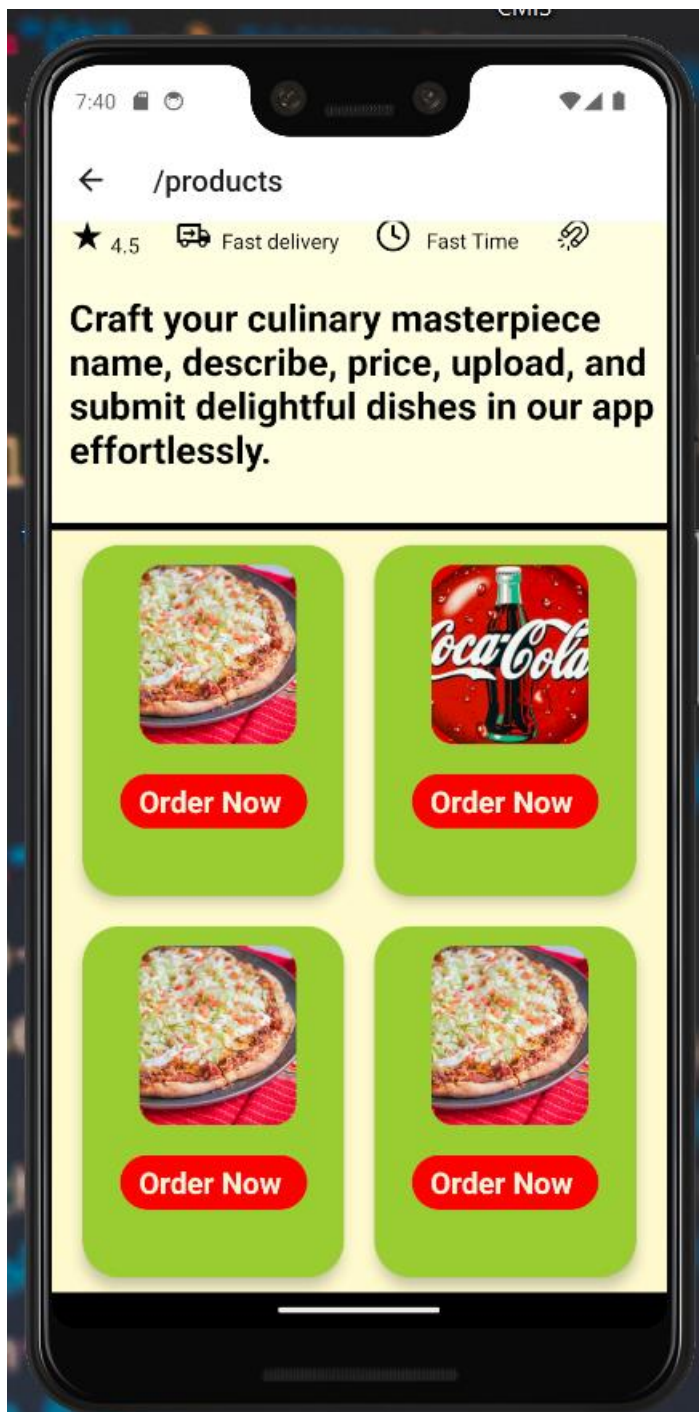 7:40
/products
4.5 Fast delivery Fast Time
Craft your culinary masterpiece
name, describe, price, upload, and
submit delightful dishes in our app
effortlessly.
Coca-Cola
Order Now Order Now
Order Now Order Now